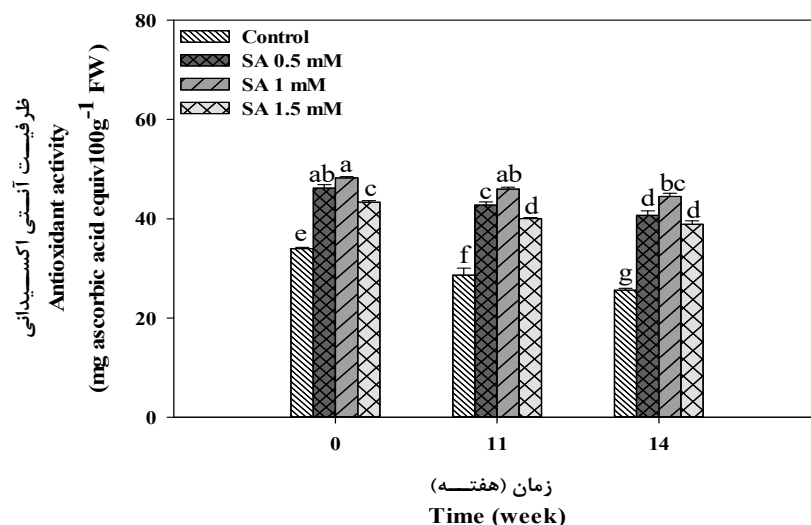 ظرفیت آنتی اکسیدانی
Antioxidant activity
(mg ascorbic acid equiv100g⁻¹ FW)
80
60
40
20
0
Control
SA 0.5 mM
SA 1 mM
SA 1.5 mM
e ab a c
f c ab d
g d bc d
0 11 14
زمان (هفته)
Time (week)